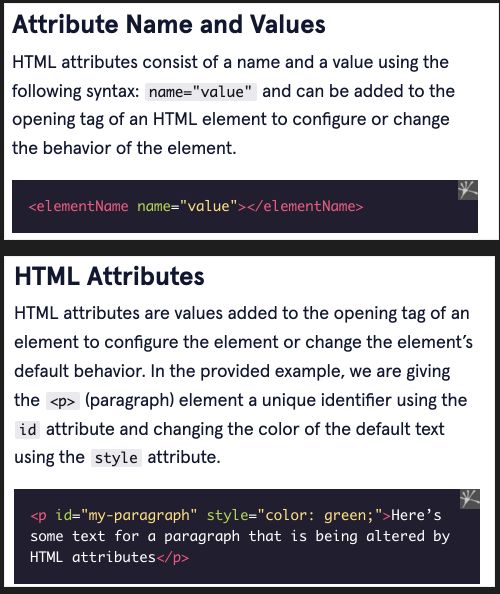 Attribute Name and Values
HTML attributes consist of a name and a value using the
following syntax: name="value" and can be added to the
opening tag of an HTML element to configure or change
the behavior of the element.
<elementName name="value"></elementName>
HTML Attributes
HTML attributes are values added to the opening tag of an
element to configure the element or change the element’s
default behavior. In the provided example, we are giving
the <p> (paragraph) element a unique identifier using the
id attribute and changing the color of the default text
using the style attribute.
<p id="my-paragraph" style="color: green;">Here’s
some text for a paragraph that is being altered by
HTML attributes</p>